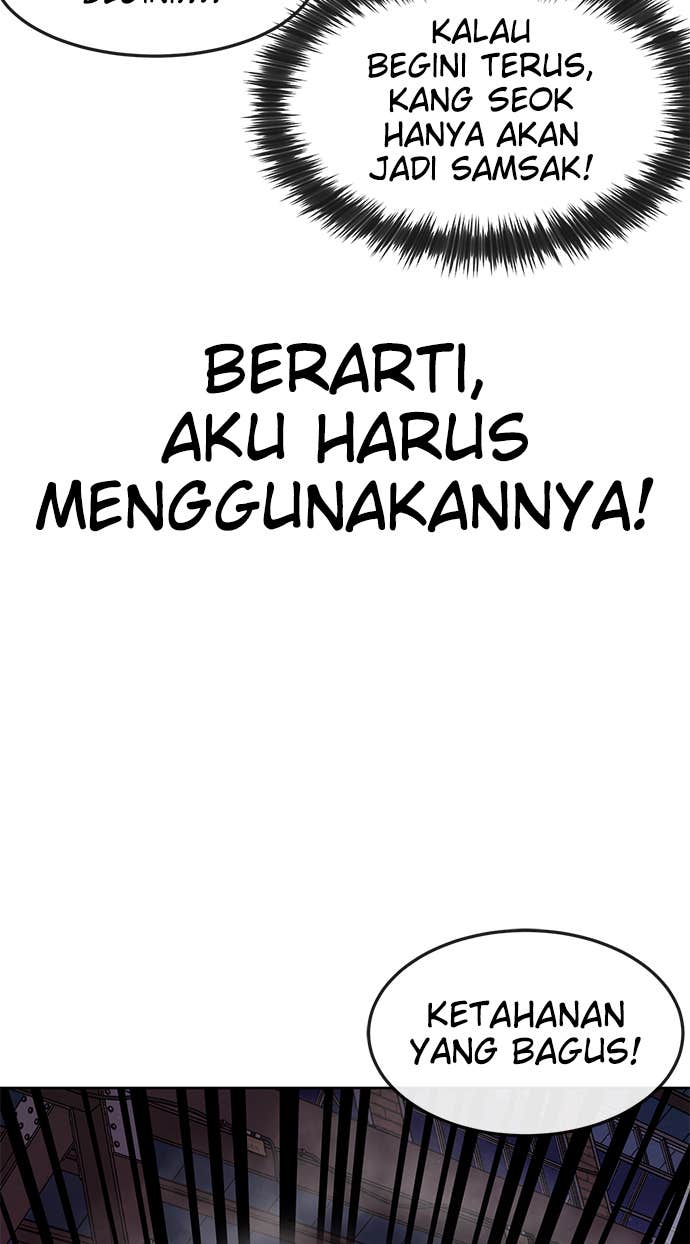 KALAU
BEGINI TERUS,
KANG SEOK
HANYA AKAN
JADI SAMSAK!
BERARTI,
AKU HARUS
MENGGUNAKANNYA!
KETAHANAN
YANG BAGUS!